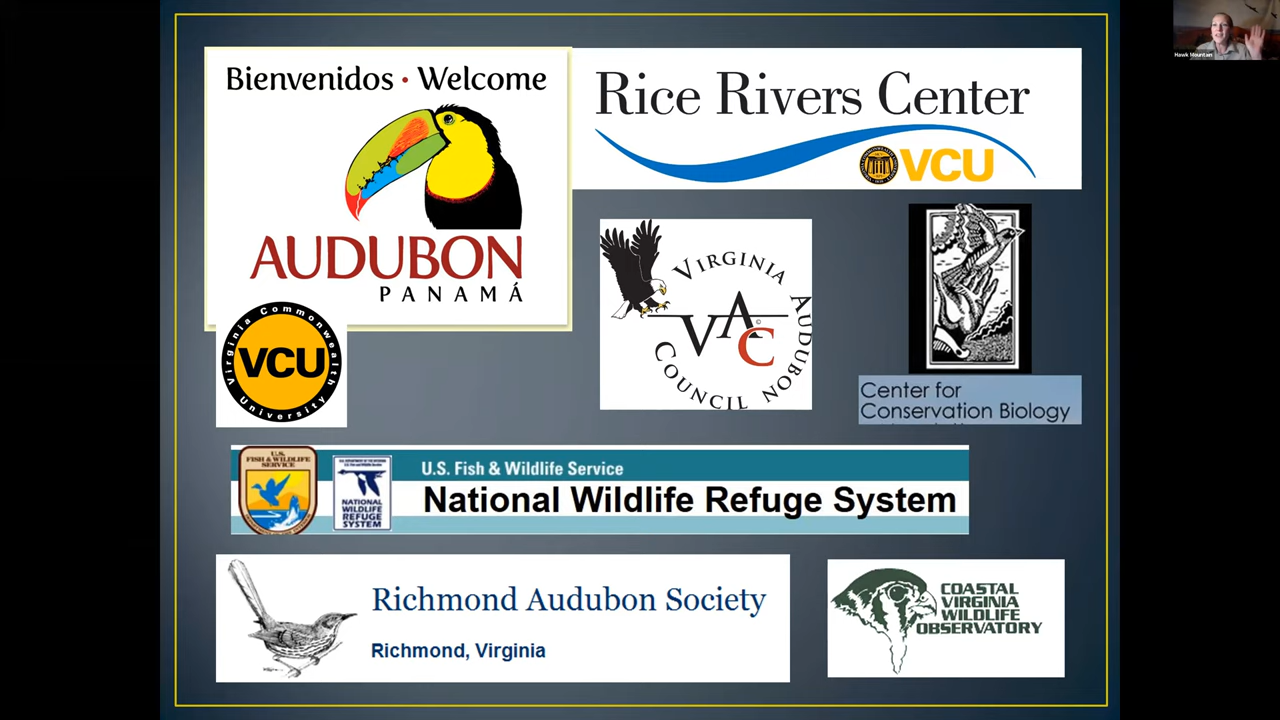 Bienvenidos • Welcome
AUDUBON
PANAMÁ
Rice Rivers Center
VCU
Hawk Mountain
VIRGINIA AUDUBON COUNCIL
VAC
©
Center for
Conservation Biology
Virginia Commonwealth University
VCU
U.S.
FISH & WILDLIFE
SERVICE
NATIONAL
WILDLIFE
REFUGE
SYSTEM
U.S. Fish & Wildlife Service
National Wildlife Refuge System
Richmond Audubon Society
Richmond, Virginia
COASTAL
VIRGINIA
WILDLIFE
OBSERVATORY